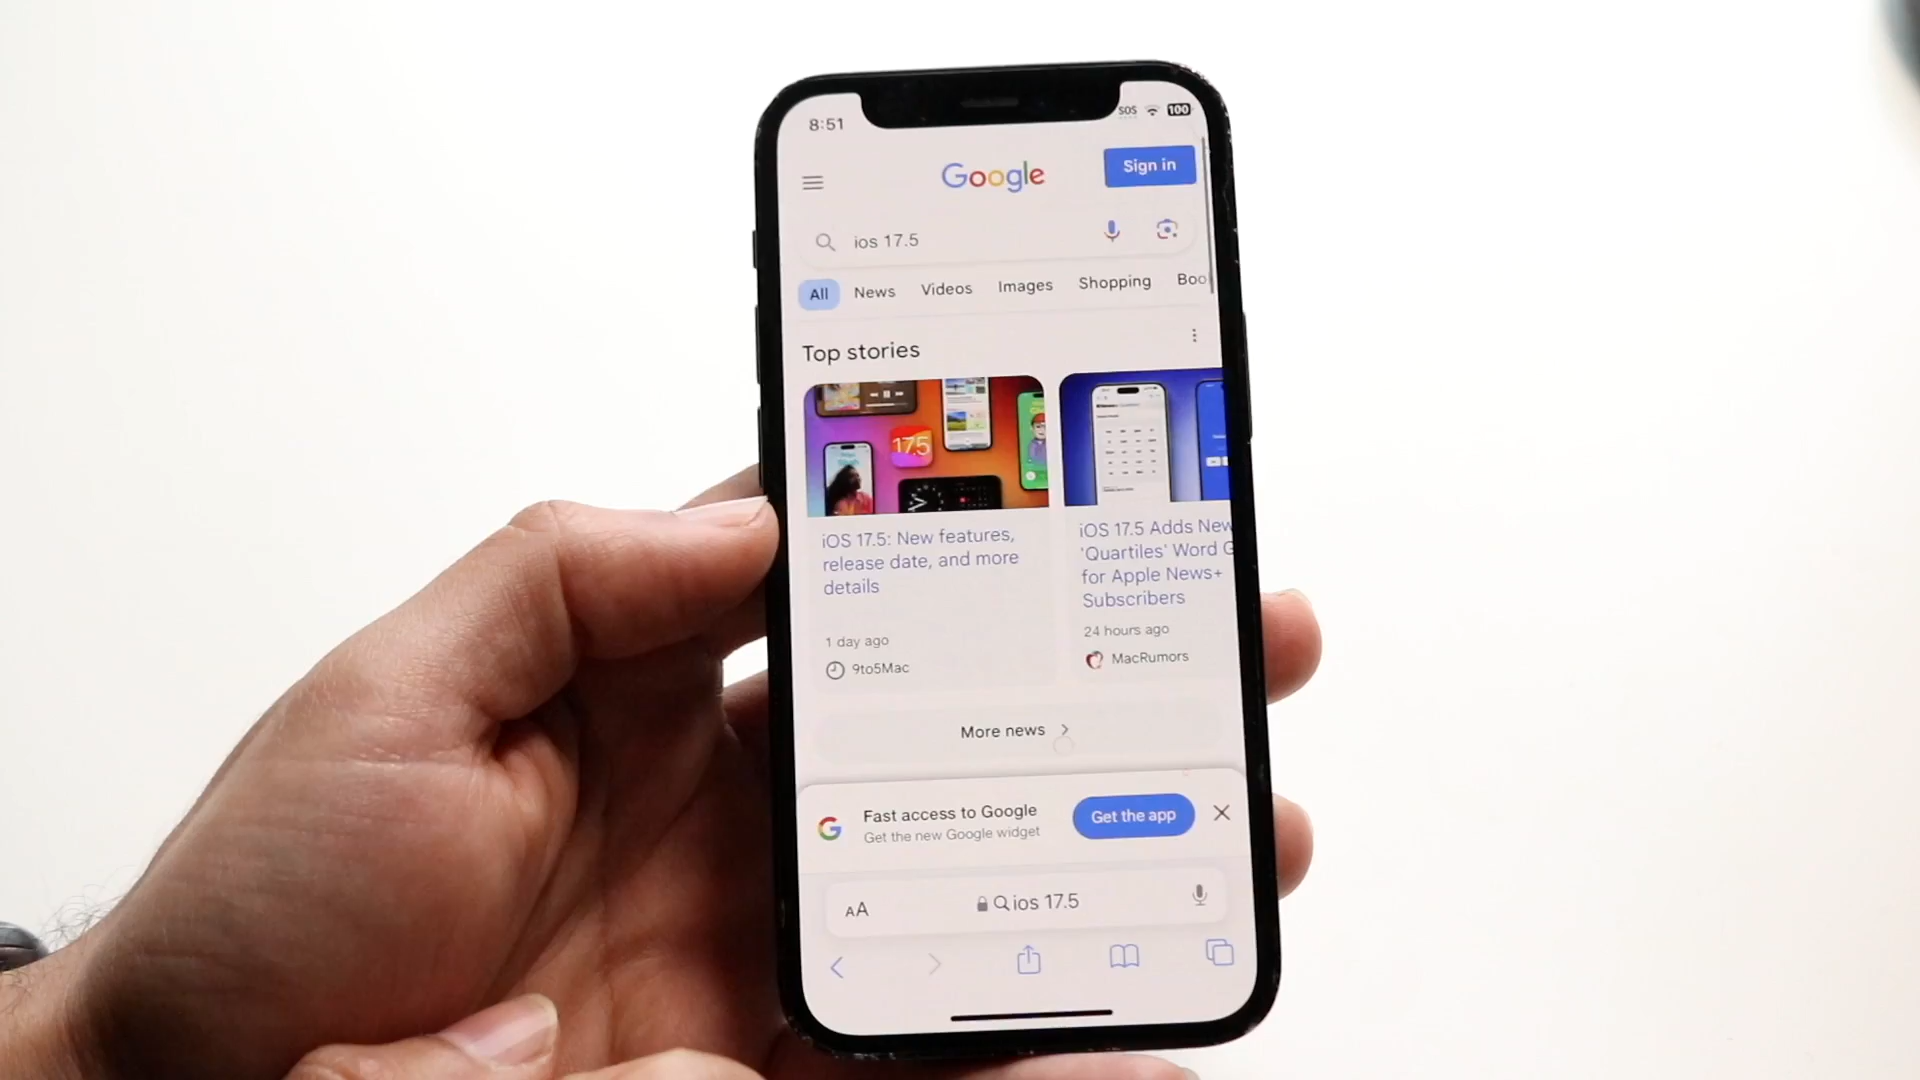 8:51
SOS
100
Google
Sign in
ios 17.5
All News Videos Images Shopping Boo
Top stories
17.5
iOS 17.5: New features,
release date, and more
details
1 day ago
9to5Mac
iOS 17.5 Adds New
'Quartiles' Word G
for Apple News+
Subscribers
24 hours ago
MacRumors
More news
G
Fast access to Google
Get the new Google widget
Get the app
AA
ios 17.5